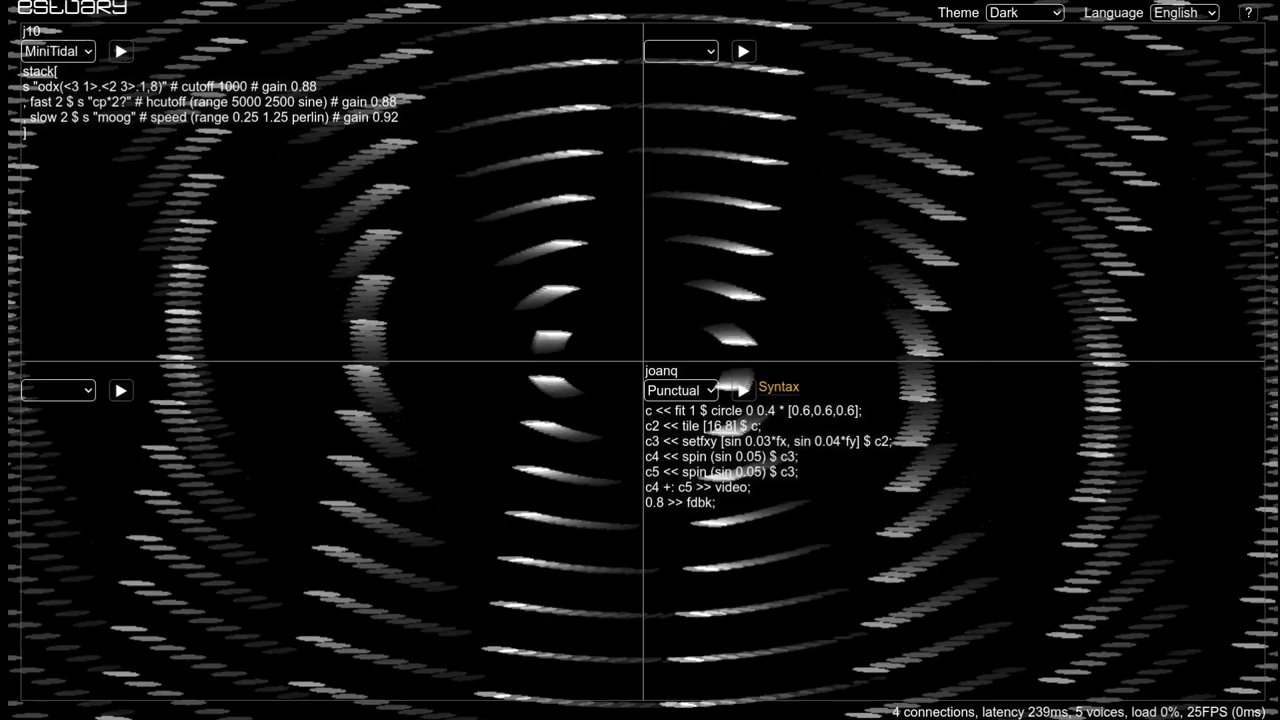 estuary
Theme Dark Language English ?
j10
MiniTidal
stack[
s "odx(<3 1>.<2 3>.1,8)" # cutoff 1000 # gain 0.88
, fast 2 $ s "cp*2?" # hcutoff (range 5000 2500 sine) # gain 0.88
, slow 2 $ s "moog" # speed (range 0.25 1.25 perlin) # gain 0.92
]
joanq
Punctual Syntax
c << fit 1 $ circle 0 0.4 * [0.6,0.6,0.6];
c2 << tile [16,8] $ c;
c3 << setfxy [sin 0.03*fx, sin 0.04*fy] $ c2;
c4 << spin (sin 0.05) $ c3;
c5 << spin (sin 0.05) $ c3;
c4 +: c5 >> video;
0.8 >> fdbk;
4 connections, latency 239ms, 5 voices, load 0%, 25FPS (0ms)